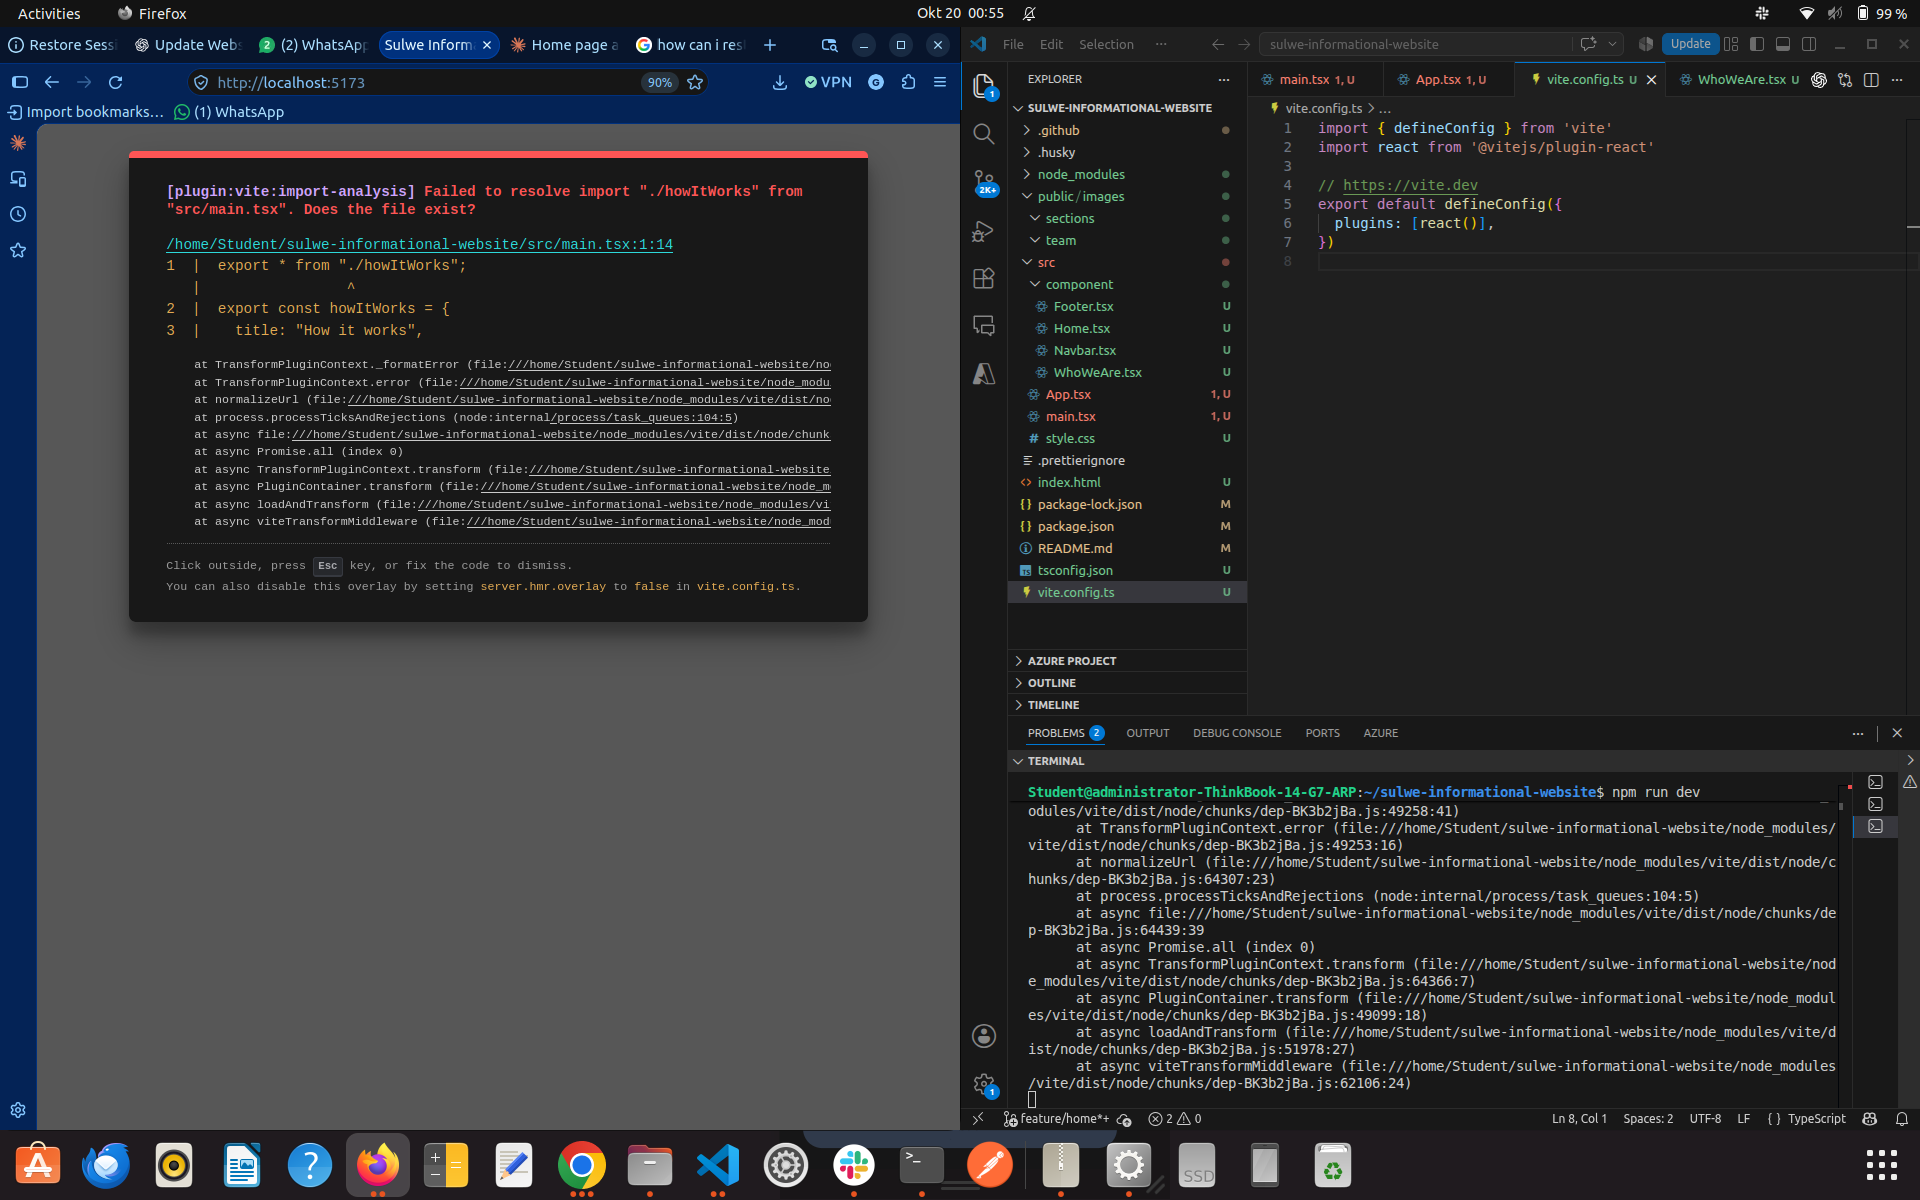 Activities
Firefox
Okt 20 00:55
99 %
Restore Sess
Update Webs
2 (2) WhatsApp
Sulwe Inform
Home page a
how can i res
http://localhost:5173
90%
VPN
Import bookmarks...
(1) WhatsApp
[plugin:vite:import-analysis] Failed to resolve import "./howItWorks" from
"src/main.tsx". Does the file exist?
/home/Student/sulwe-informational-website/src/main.tsx:1:14
1 | export * from "./howItWorks";
| ^
2 | export const howItWorks = {
3 | title: "How it works",
at TransformPluginContext._formatError (file:///home/Student/sulwe-informational-website/no
at TransformPluginContext.error (file:///home/Student/sulwe-informational-website/node_modu
at normalizeUrl (file:///home/Student/sulwe-informational-website/node_modules/vite/dist/no
at process.processTicksAndRejections (node:internal/process/task_queues:104:5)
at async file:///home/Student/sulwe-informational-website/node_modules/vite/dist/node/chunk
at async Promise.all (index 0)
at async TransformPluginContext.transform (file:///home/Student/sulwe-informational-website
at async PluginContainer.transform (file:///home/Student/sulwe-informational-website/node_m
at async loadAndTransform (file:///home/Student/sulwe-informational-website/node_modules/vi
at async viteTransformMiddleware (file:///home/Student/sulwe-informational-website/node_mod
Click outside, press Esc key, or fix the code to dismiss.
You can also disable this overlay by setting server.hmr.overlay to false in vite.config.ts.
File Edit Selection ...
sulwe-informational-website
Update
EXPLORER
main.tsx 1, U
App.tsx 1, U
vite.config.ts U
WhoWeAre.tsx U
SULWE-INFORMATIONAL-WEBSITE
.github
.husky
node_modules
public/images
sections
team
src
component
Footer.tsx U
Home.tsx U
Navbar.tsx U
WhoWeAre.tsx U
App.tsx 1, U
main.tsx 1, U
# style.css U
.prettierignore
<> index.html U
{} package-lock.json M
{} package.json M
README.md M
TS tsconfig.json U
vite.config.ts U
AZURE PROJECT
OUTLINE
TIMELINE
1
2K+
1
vite.config.ts > ...
1 import { defineConfig } from 'vite'
2 import react from '@vitejs/plugin-react'
3
4 // https://vite.dev
5 export default defineConfig({
6 plugins: [react()],
7 })
8
PROBLEMS 2 OUTPUT DEBUG CONSOLE PORTS AZURE
TERMINAL
Student@administrator-ThinkBook-14-G7-ARP:~/sulwe-informational-website$ npm run dev
odules/vite/dist/node/chunks/dep-BK3b2jBa.js:49258:41)
at TransformPluginContext.error (file:///home/Student/sulwe-informational-website/node_modules/
vite/dist/node/chunks/dep-BK3b2jBa.js:49253:16)
at normalizeUrl (file:///home/Student/sulwe-informational-website/node_modules/vite/dist/node/c
hunks/dep-BK3b2jBa.js:64307:23)
at process.processTicksAndRejections (node:internal/process/task_queues:104:5)
at async file:///home/Student/sulwe-informational-website/node_modules/vite/dist/node/chunks/de
p-BK3b2jBa.js:64439:39
at async Promise.all (index 0)
at async TransformPluginContext.transform (file:///home/Student/sulwe-informational-website/nod
e_modules/vite/dist/node/chunks/dep-BK3b2jBa.js:64366:7)
at async PluginContainer.transform (file:///home/Student/sulwe-informational-website/node_modul
es/vite/dist/node/chunks/dep-BK3b2jBa.js:49099:18)
at async loadAndTransform (file:///home/Student/sulwe-informational-website/node_modules/vite/d
ist/node/chunks/dep-BK3b2jBa.js:51978:27)
at async viteTransformMiddleware (file:///home/Student/sulwe-informational-website/node_modules
/vite/dist/node/chunks/dep-BK3b2jBa.js:62106:24)
feature/home*+
2 0
Ln 8, Col 1 Spaces: 2 UTF-8 LF {} TypeScript
SSD